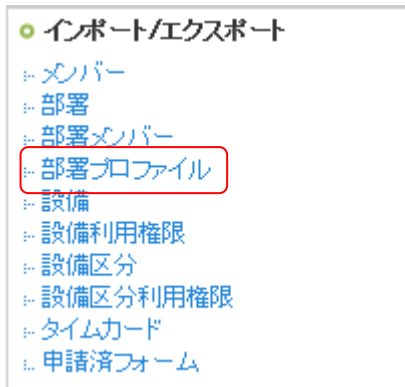 インポート/エクスポート
メンバー
部署
部署メンバー
部署プロファイル
設備
設備利用権限
設備区分
設備区分利用権限
タイムカード
申請済フォーム